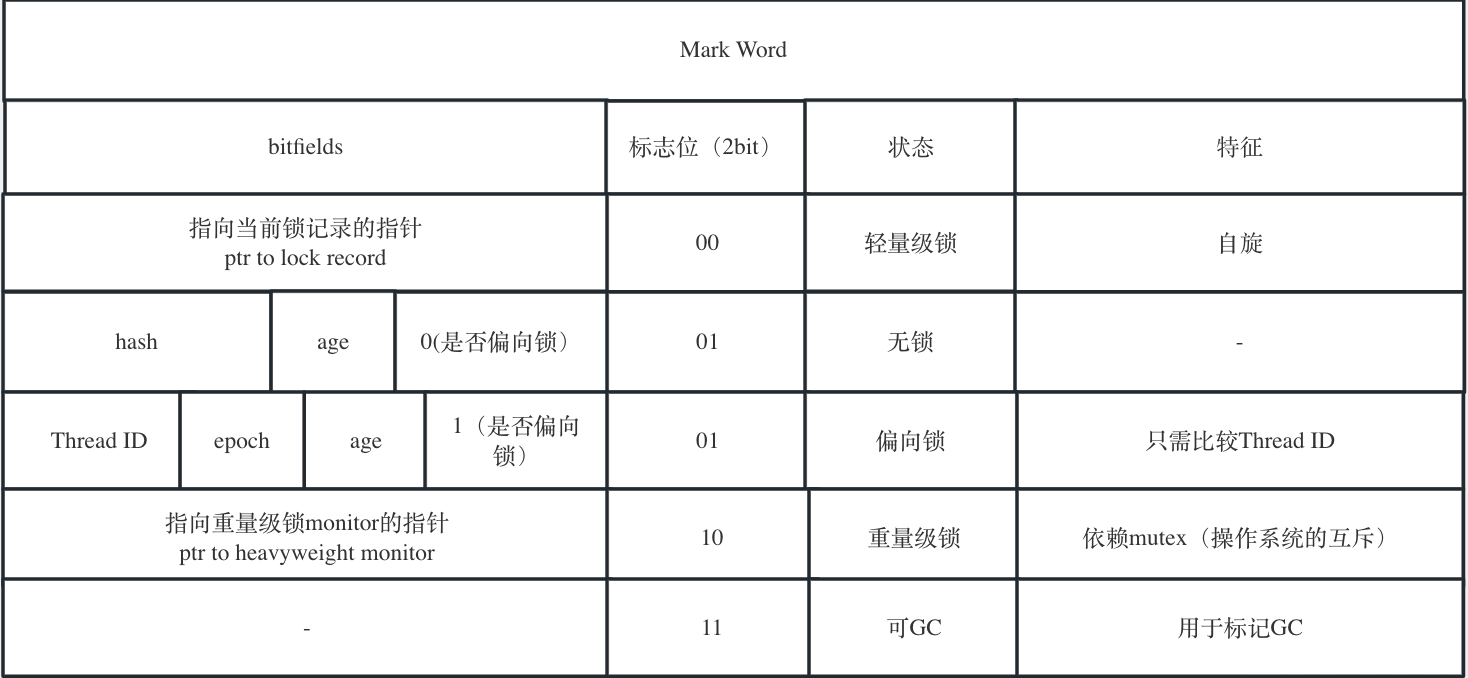 Mark Word
bitfields
标志位（2bit）
状态
特征
指向当前锁记录的指针
ptr to lock record
00
轻量级锁
自旋
hash
age
0(是否偏向锁）
01
无锁
-
Thread ID
epoch
age
1（是否偏向
锁）
01
偏向锁
只需比较Thread ID
指向重量级锁monitor的指针
ptr to heavyweight monitor
10
重量级锁
依赖mutex（操作系统的互斥）
-
11
可GC
用于标记GC